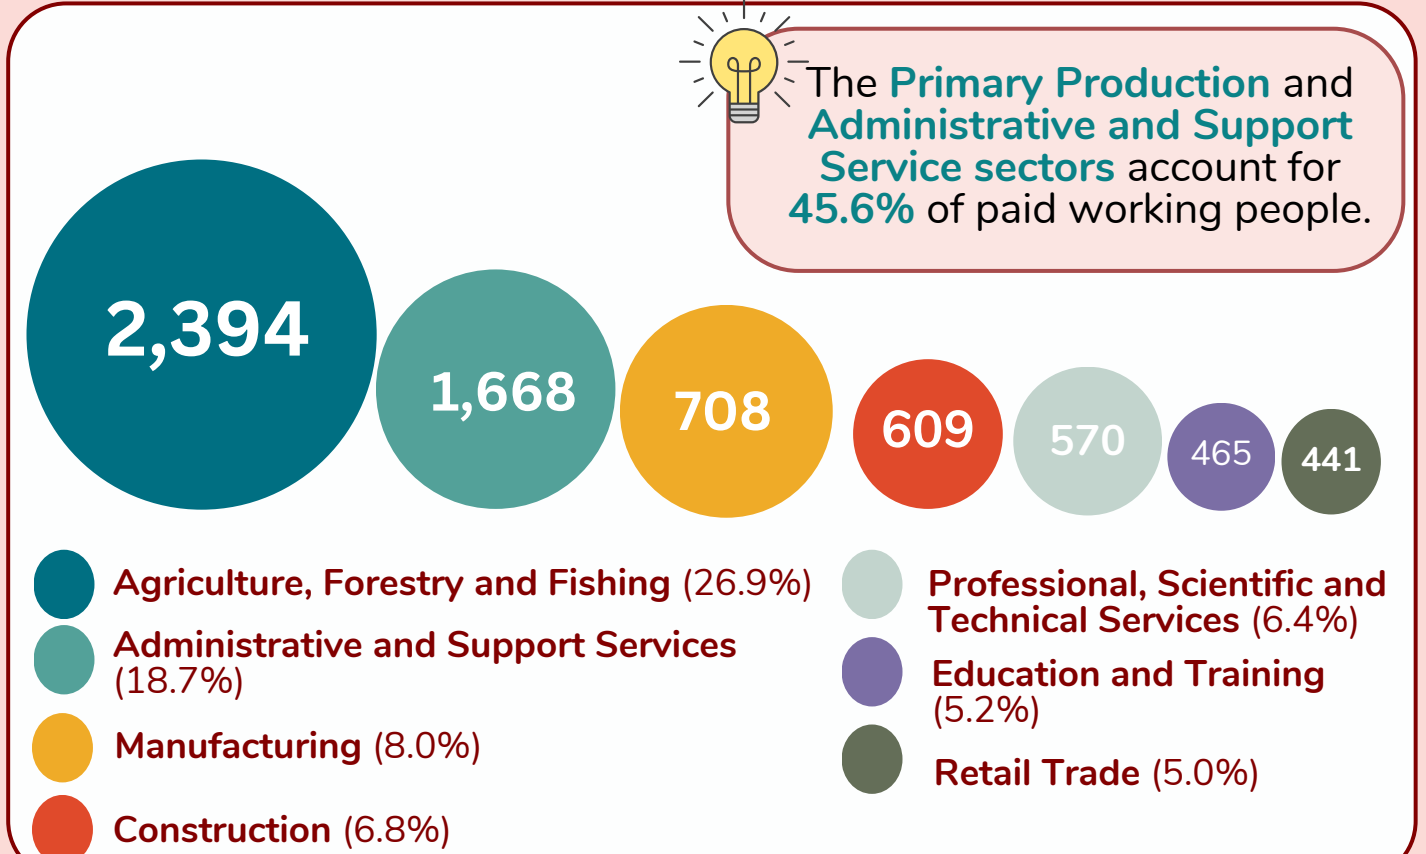 The Primary Production and
Administrative and Support
Service sectors account for
45.6% of paid working people.
2,394
1,668
708
609
570
465
441
Agriculture, Forestry and Fishing (26.9%)
Administrative and Support Services
(18.7%)
Manufacturing (8.0%)
Construction (6.8%)
Professional, Scientific and
Technical Services (6.4%)
Education and Training
(5.2%)
Retail Trade (5.0%)